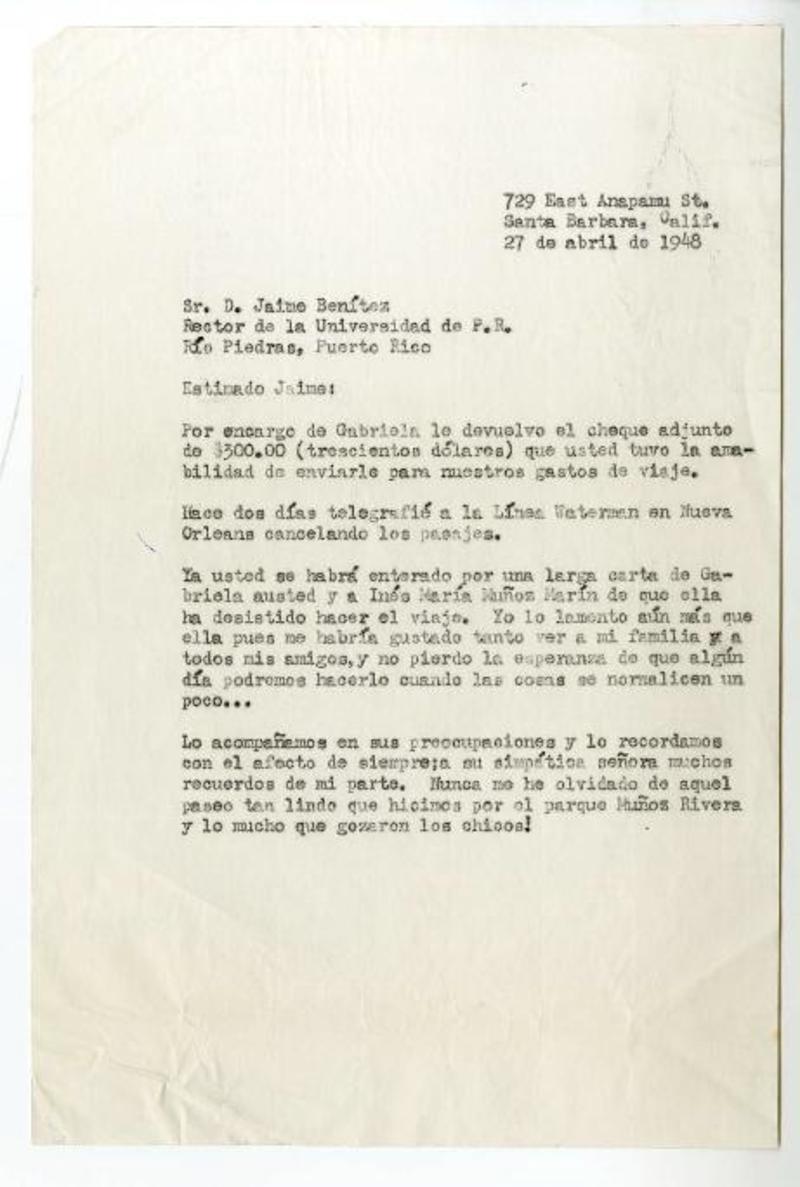 729 East Anapamu St.
Santa Barbara, Calif.
27 de abril de 1948
Sr. D. Jaime Benítez
Rector de la Universidad de P.R.
Río Piedras, Puerto Rico
Estimado Jaime:
Por encargo de Gabriela le devuelvo el cheque adjunto
de $300.00 (trescientos dólares) que usted tuvo la ama-
bilidad de enviarle para nuestros gastos de viaje.
Hace dos días telegrafié a la Línea Waterman en Nueva
Orleans cancelando los pasajes.
Ya usted se habrá enterado por una larga carta de Ga-
briela austed y a Inés María Muñoz Marín de que ella
ha desistido hacer el viaje. Yo lo lamento aún más que
ella pues me habría gustado tanto ver a mi familia y a
todos mis amigos, y no pierdo la esperanza de que algún
día podremos hacerlo cuando las cosas se normalicen un
poco...
Lo acompañamos en sus preocupaciones y lo recordamos
con el afecto de siempre;a su simpática señora muchos
recuerdos de mi parte. Nunca me he olvidado de aquel
paseo tan lindo que hicimos por el parque Muñoz Rivera
y lo mucho que gozaron los chicos!